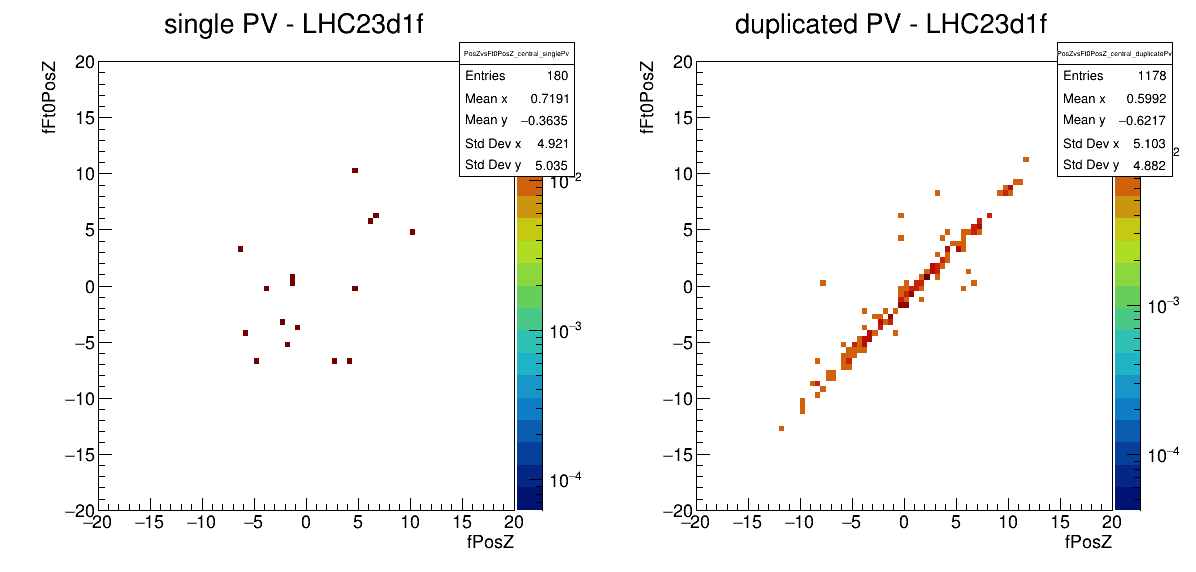 single PV - LHC23d1f
PosZvsFt0PosZ_central_singlePv
Entries 180
Mean x 0.7191
Mean y −0.3635
Std Dev x 4.921
Std Dev y 5.035
fFt0PosZ
20
15
10
5
0
−5
−10
−15
−20
−20 −15 −10 −5 0 5 10 15 20
fPosZ
10−2
10−3
10−4
duplicated PV - LHC23d1f
PosZvsFt0PosZ_central_duplicatePv
Entries 1178
Mean x 0.5992
Mean y −0.6217
Std Dev x 5.103
Std Dev y 4.882
fFt0PosZ
20
15
10
5
0
−5
−10
−15
−20
−20 −15 −10 −5 0 5 10 15 20
fPosZ
2
10−3
10−4